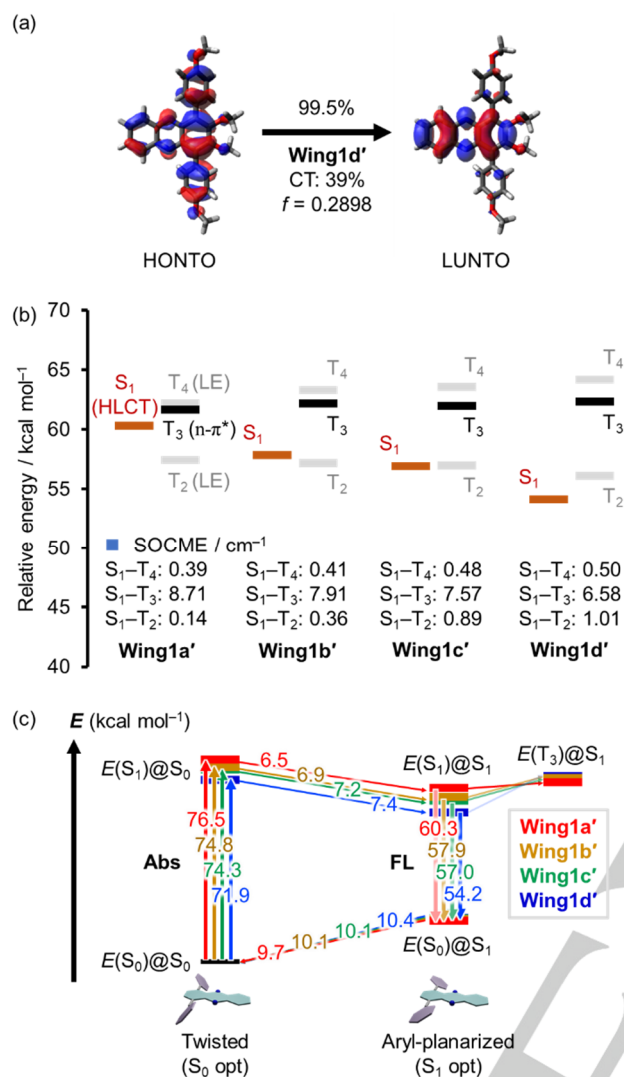 (a)
99.5%
Wing1d′
CT: 39%
f = 0.2898
HONTO
LUNTO
(b)
Relative energy / kcal mol⁻¹
70
65
60
55
50
45
40
S₁
(HLCT)
T₄ (LE)
T₃ (n-π*)
T₂ (LE)
S₁
T₄
T₃
T₂
S₁
T₄
T₃
T₂
S₁
T₄
T₃
T₂
SOCME / cm⁻¹
S₁–T₄: 0.39
S₁–T₃: 8.71
S₁–T₂: 0.14
Wing1a′
S₁–T₄: 0.41
S₁–T₃: 7.91
S₁–T₂: 0.36
Wing1b′
S₁–T₄: 0.48
S₁–T₃: 7.57
S₁–T₂: 0.89
Wing1c′
S₁–T₄: 0.50
S₁–T₃: 6.58
S₁–T₂: 1.01
Wing1d′
(c)
E (kcal mol⁻¹)
E(S₁)@S₀
6.5
6.9
7.2
7.4
E(S₁)@S₁
E(T₃)@S₁
76.5
74.8
74.3
71.9
Abs
FL
60.3
57.9
57.0
54.2
Wing1a′
Wing1b′
Wing1c′
Wing1d′
E(S₀)@S₀
9.7
10.1
10.1
10.4
E(S₀)@S₁
Twisted
(S₀ opt)
Aryl-planarized
(S₁ opt)